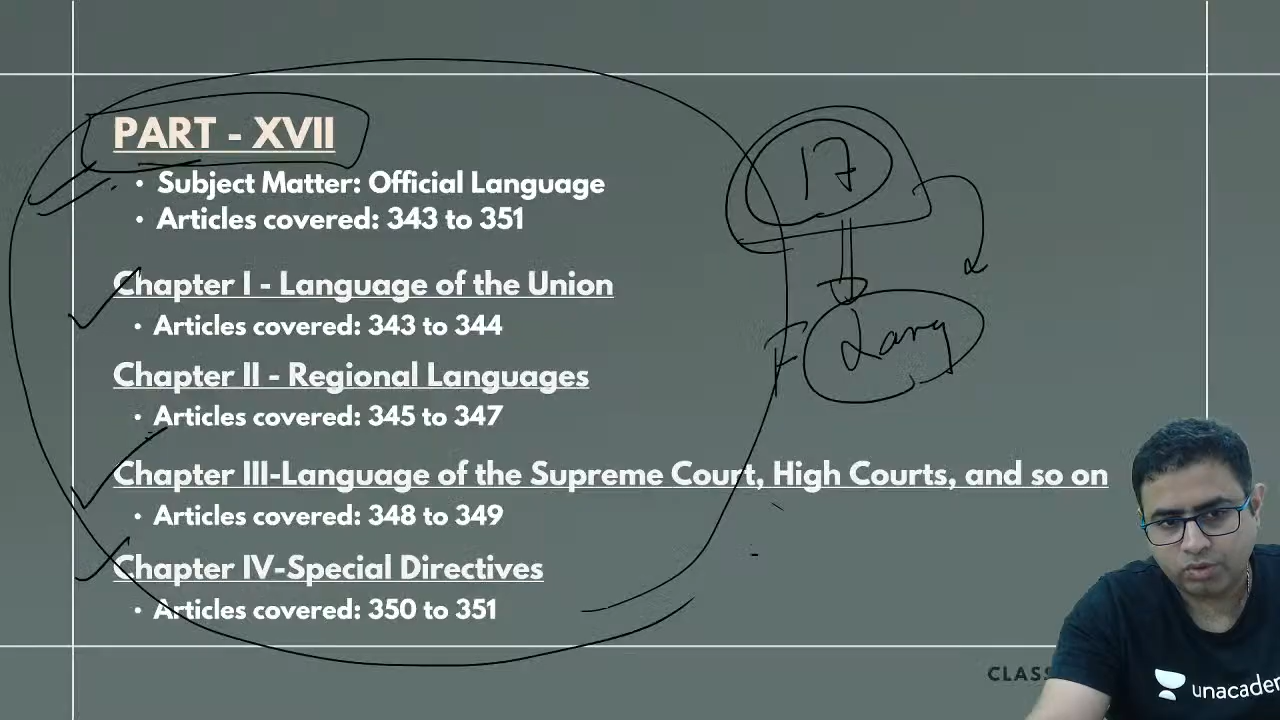 PART - XVII
• Subject Matter: Official Language
• Articles covered: 343 to 351
Chapter I - Language of the Union
• Articles covered: 343 to 344
Chapter II - Regional Languages
• Articles covered: 345 to 347
Chapter III-Language of the Supreme Court, High Courts, and so on
• Articles covered: 348 to 349
Chapter IV-Special Directives
• Articles covered: 350 to 351
17
Lang
CLASS
unacadem